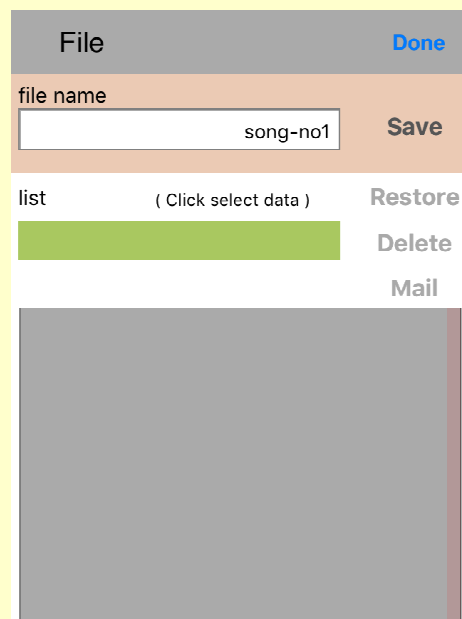 File Done
file name
song-no1 Save
list ( Click select data ) Restore
Delete
Mail